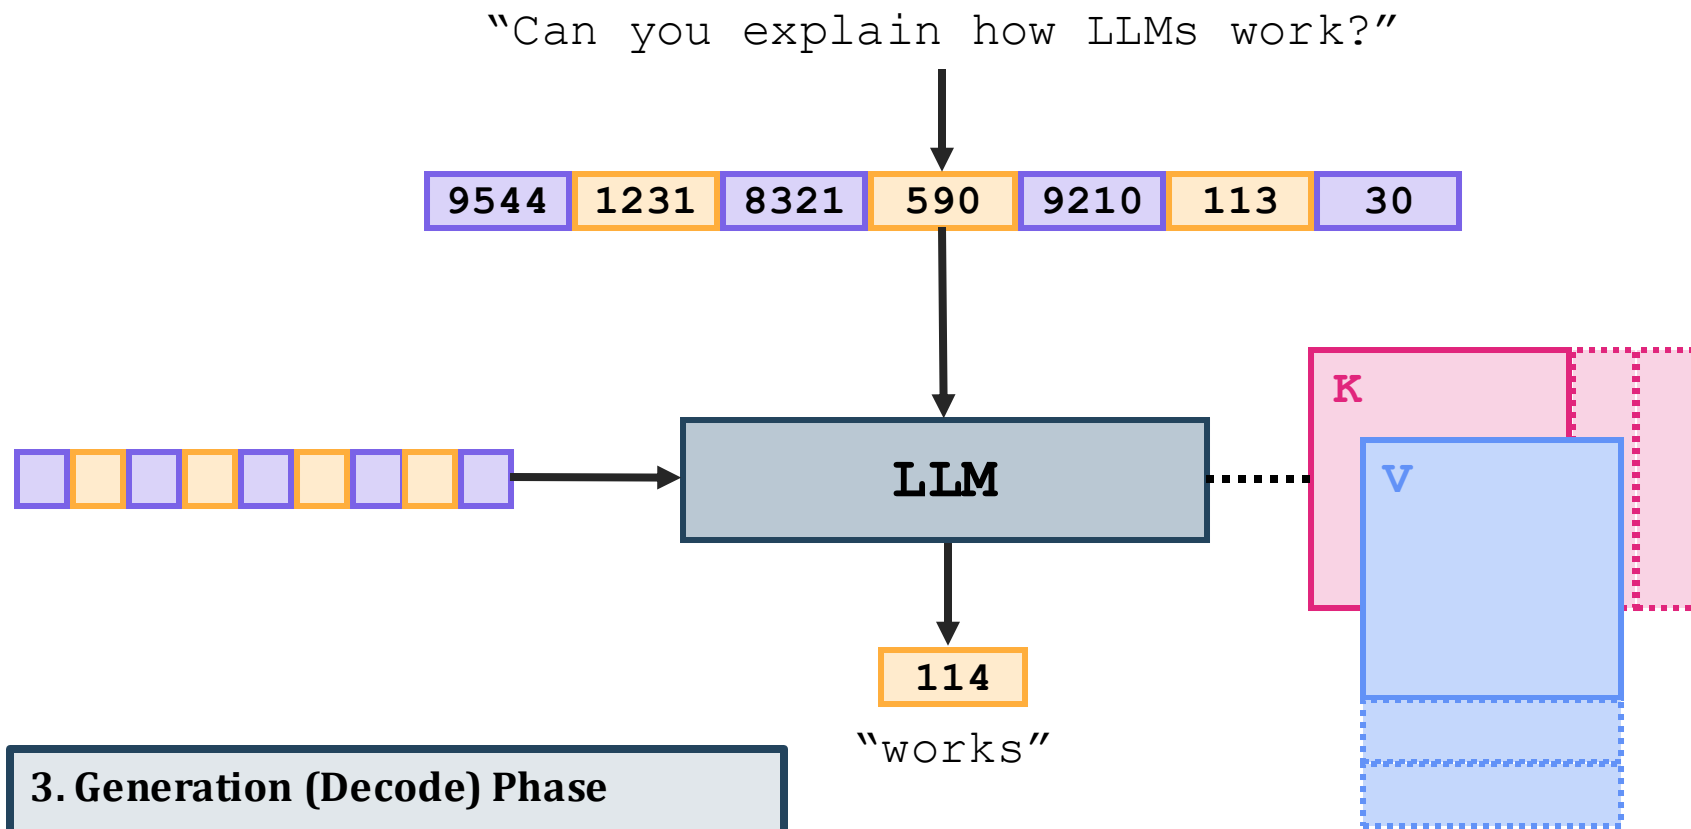 “Can you explain how LLMs work?”
9544 1231 8321 590 9210 113 30
K
V
LLM
114
“works”
3. Generation (Decode) Phase